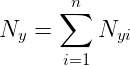 $N_y = \sum_{i=1}^{n} N_{yi}$